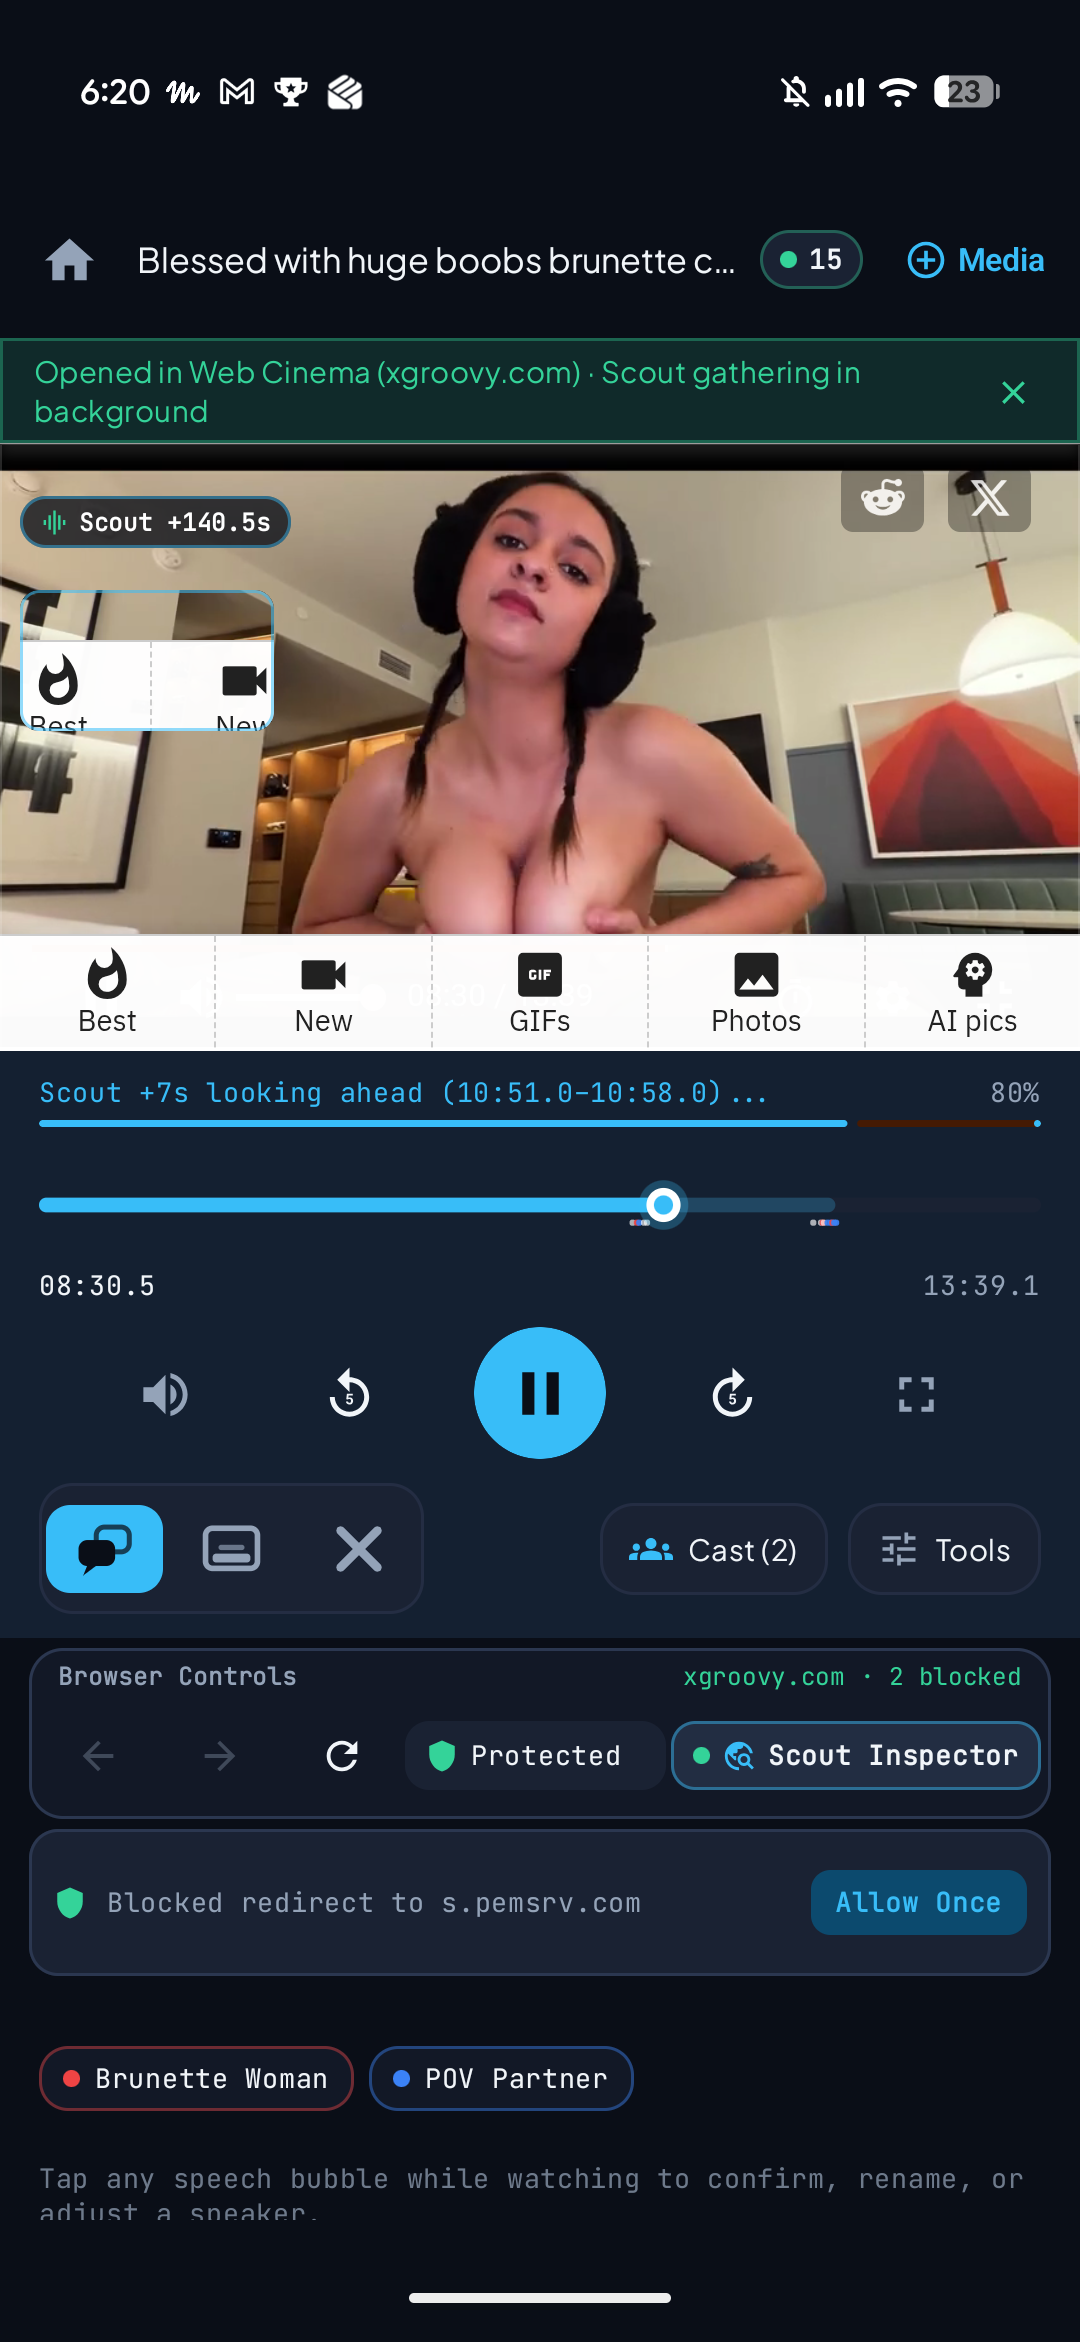 6:20
23
Blessed with huge boobs brunette c...
15
Media
Opened in Web Cinema (xgroovy.com) · Scout gathering in
background
Scout +140.5s
Best
New
Best
New
GIF
GIFs
Photos
AI pics
Scout +7s looking ahead (10:51.0–10:58.0)...
80%
08:30.5
13:39.1
5
5
Cast (2)
Tools
Browser Controls
xgroovy.com · 2 blocked
Protected
Scout Inspector
Blocked redirect to s.pemsrv.com
Allow Once
Brunette Woman
POV Partner
Tap any speech bubble while watching to confirm, rename, or
adjust a speaker.